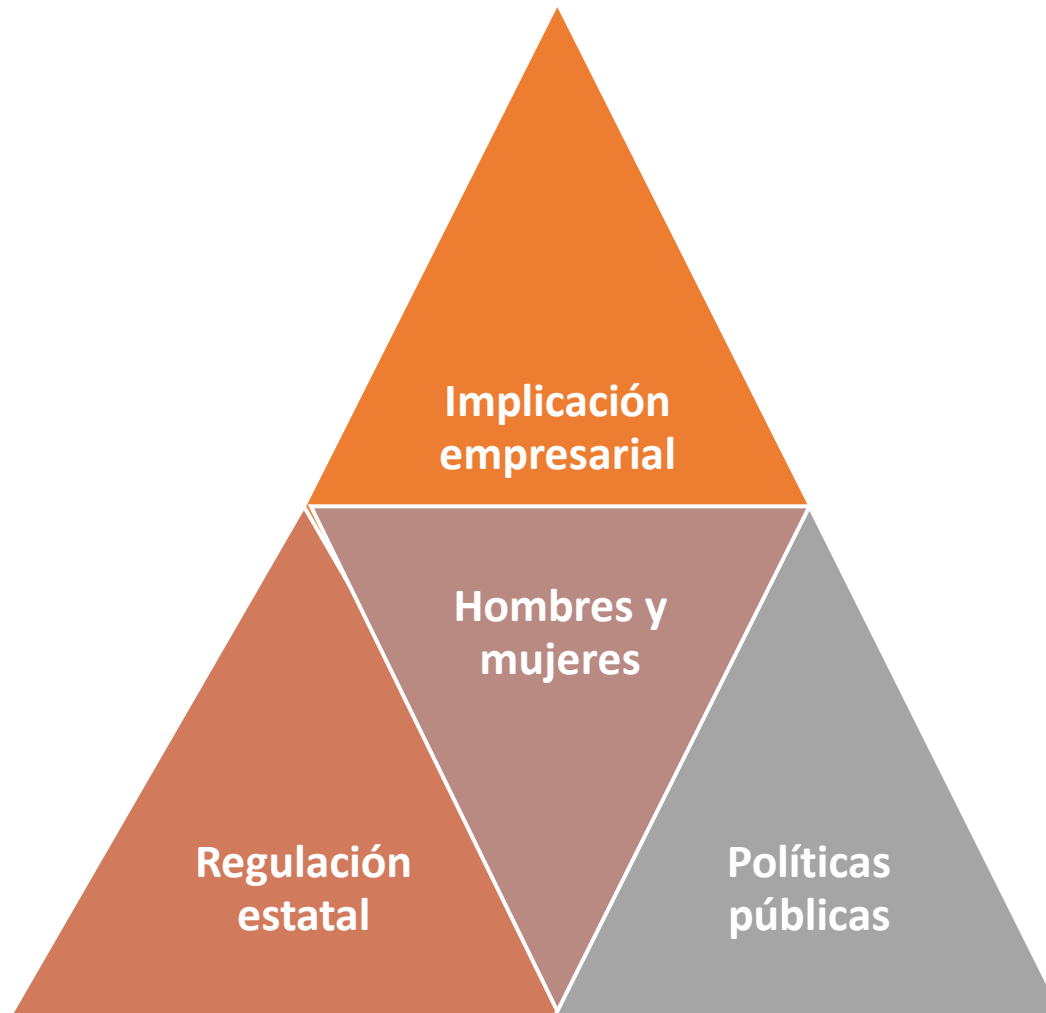 Implicación
empresarial
Hombres y
mujeres
Regulación
estatal
Políticas
públicas